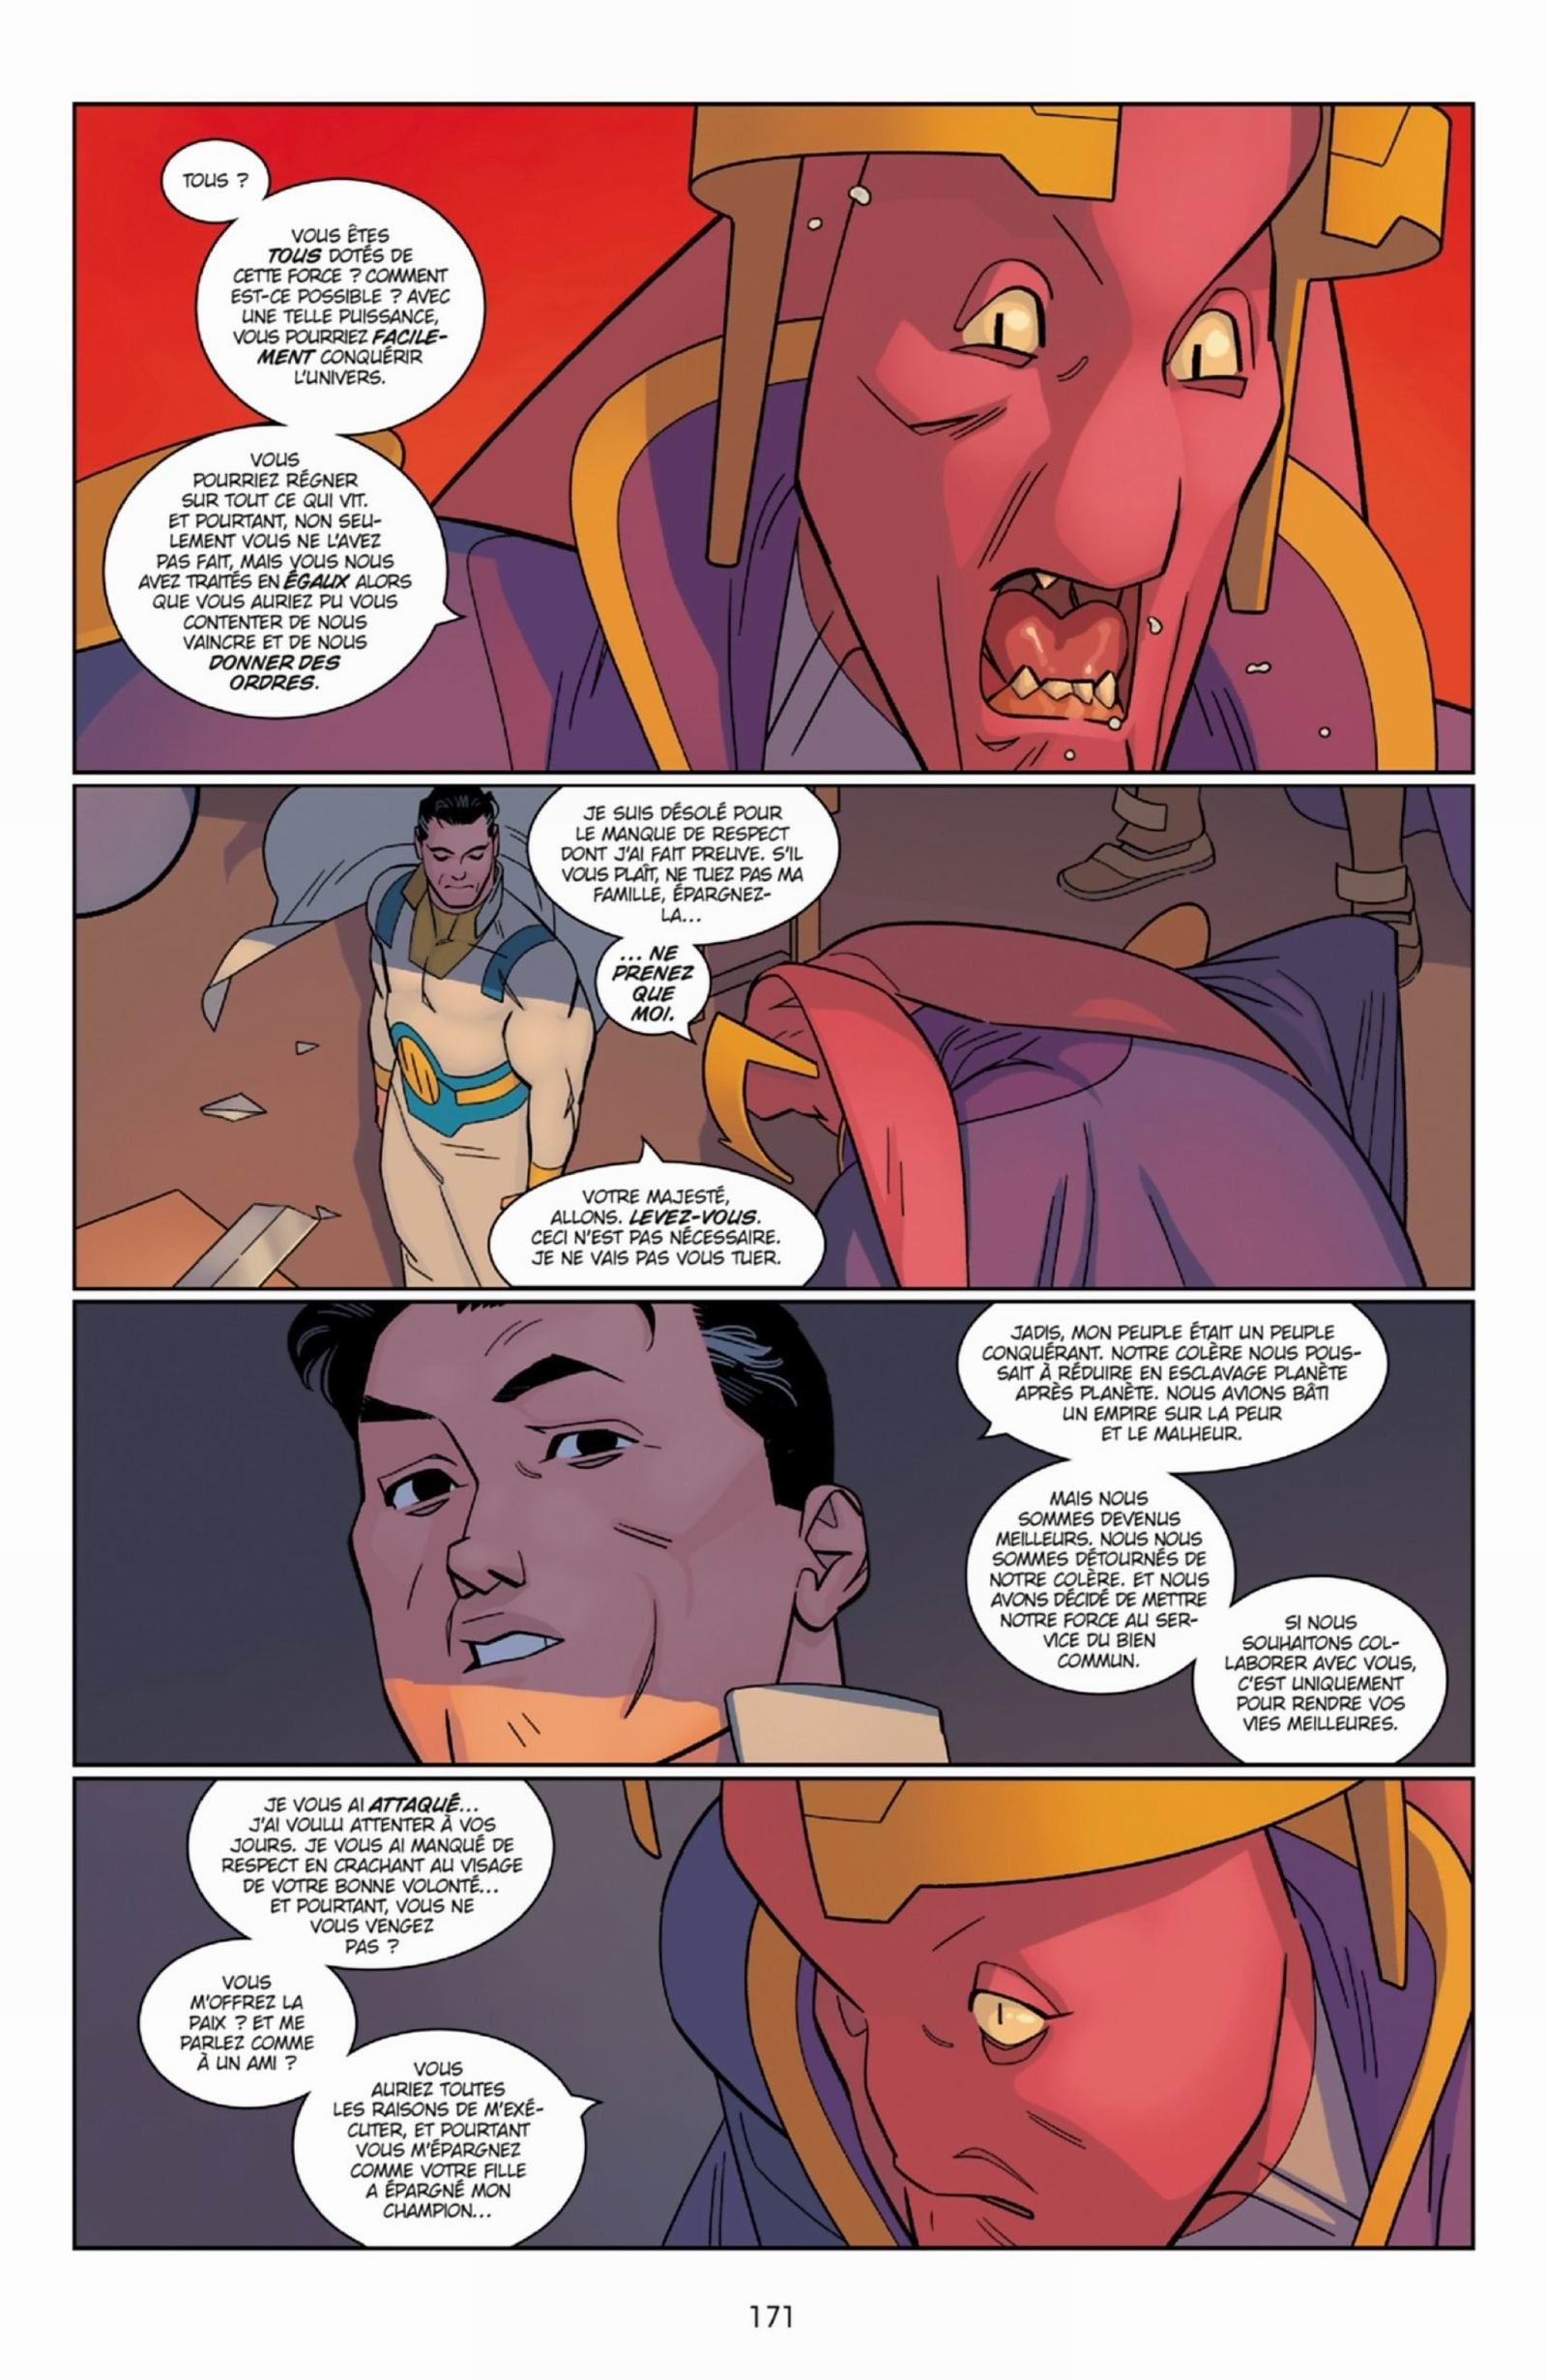 TOUS ?
VOUS ÊTES
TOUS DOTÉS DE
CETTE FORCE ? COMMENT
EST-CE POSSIBLE ? AVEC
UNE TELLE PUISSANCE,
VOUS POURRIEZ FACILE-
MENT CONQUÉRIR
L'UNIVERS.
VOUS
POURRIEZ RÉGNER
SUR TOUT CE QUI VIT.
ET POURTANT, NON SEU-
LEMENT VOUS NE L'AVEZ
PAS FAIT, MAIS VOUS NOUS
AVEZ TRAITÉS EN ÉGAUX ALORS
QUE VOUS AURIEZ PU VOUS
CONTENTER DE NOUS
VAINCRE ET DE NOUS
DONNER DES
ORDRES.
JE SUIS DÉSOLÉ POUR
LE MANQUE DE RESPECT
DONT J'AI FAIT PREUVE. S'IL
VOUS PLAÎT, NE TUEZ PAS MA
FAMILLE, ÉPARGNEZ-
LA...
... NE
PRENEZ
QUE
MOI.
VOTRE MAJESTÉ,
ALLONS. LEVEZ-VOUS.
CECI N'EST PAS NÉCESSAIRE.
JE NE VAIS PAS VOUS TUER.
JADIS, MON PEUPLE ÉTAIT UN PEUPLE
CONQUÉRANT. NOTRE COLÈRE NOUS POUS-
SAIT À RÉDUIRE EN ESCLAVAGE PLANÈTE
APRÈS PLANÈTE. NOUS AVIONS BÂTI
UN EMPIRE SUR LA PEUR
ET LE MALHEUR.
MAIS NOUS
SOMMES DEVENUS
MEILLEURS. NOUS NOUS
SOMMES DÉTOURNÉS DE
NOTRE COLÈRE. ET NOUS
AVONS DÉCIDÉ DE METTRE
NOTRE FORCE AU SER-
VICE DU BIEN
COMMUN.
SI NOUS
SOUHAITONS COL-
LABORER AVEC VOUS,
C'EST UNIQUEMENT
POUR RENDRE VOS
VIES MEILLEURES.
JE VOUS AI ATTAQUÉ...
J'AI VOULU ATTENTER À VOS
JOURS. JE VOUS AI MANQUÉ DE
RESPECT EN CRACHANT AU VISAGE
DE VOTRE BONNE VOLONTÉ...
ET POURTANT, VOUS NE
VOUS VENGEZ
PAS ?
VOUS
M'OFFREZ LA
PAIX ? ET ME
PARLEZ COMME
À UN AMI ?
VOUS
AURIEZ TOUTES
LES RAISONS DE M'EXÉ-
CUTER, ET POURTANT
VOUS M'ÉPARGNEZ
COMME VOTRE FILLE
A ÉPARGNÉ MON
CHAMPION...
171